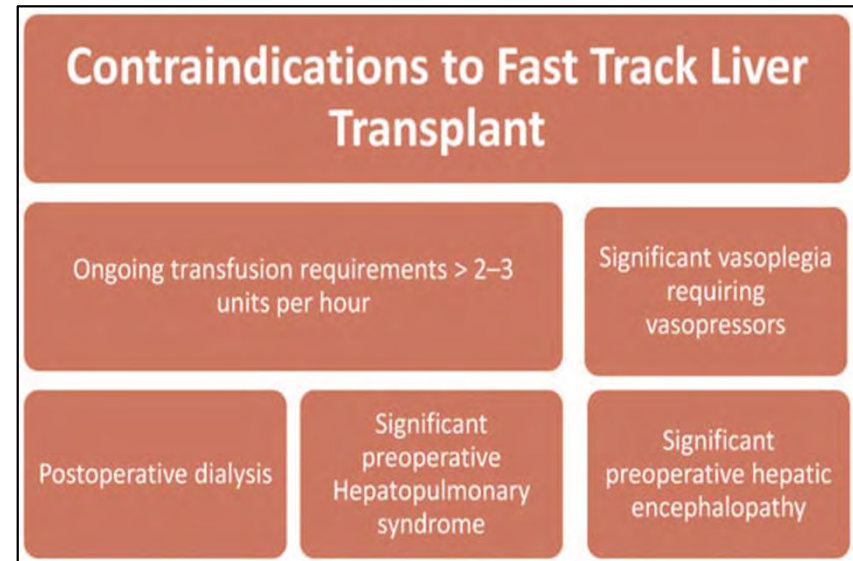 Contraindications to Fast Track Liver
Transplant
Ongoing transfusion requirements > 2–3
units per hour
Significant vasoplegia
requiring
vasopressors
Postoperative dialysis
Significant
preoperative
Hepatopulmonary
syndrome
Significant
preoperative hepatic
encephalopathy